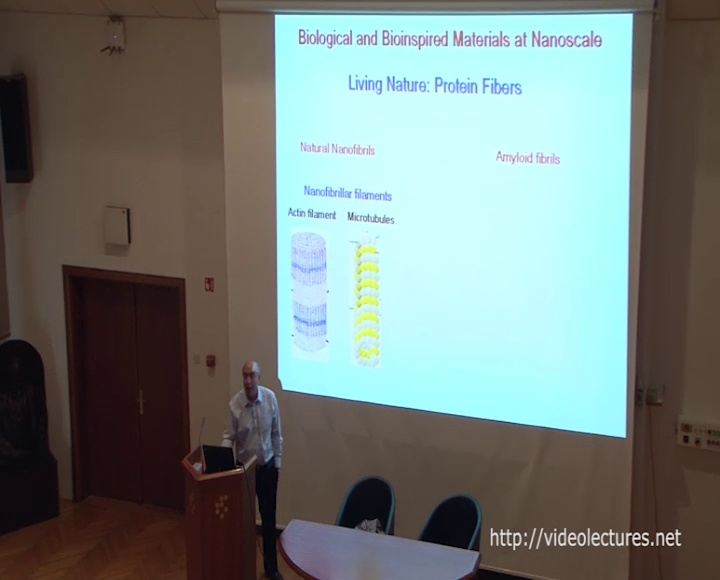 Biological and Bioinspired Materials at Nanoscale
Living Nature: Protein Fibers
Natural Nanofibrils
Amyloid fibrils
Nanofibrillar filaments
Actin filament
Microtubules
http://videolectures.net